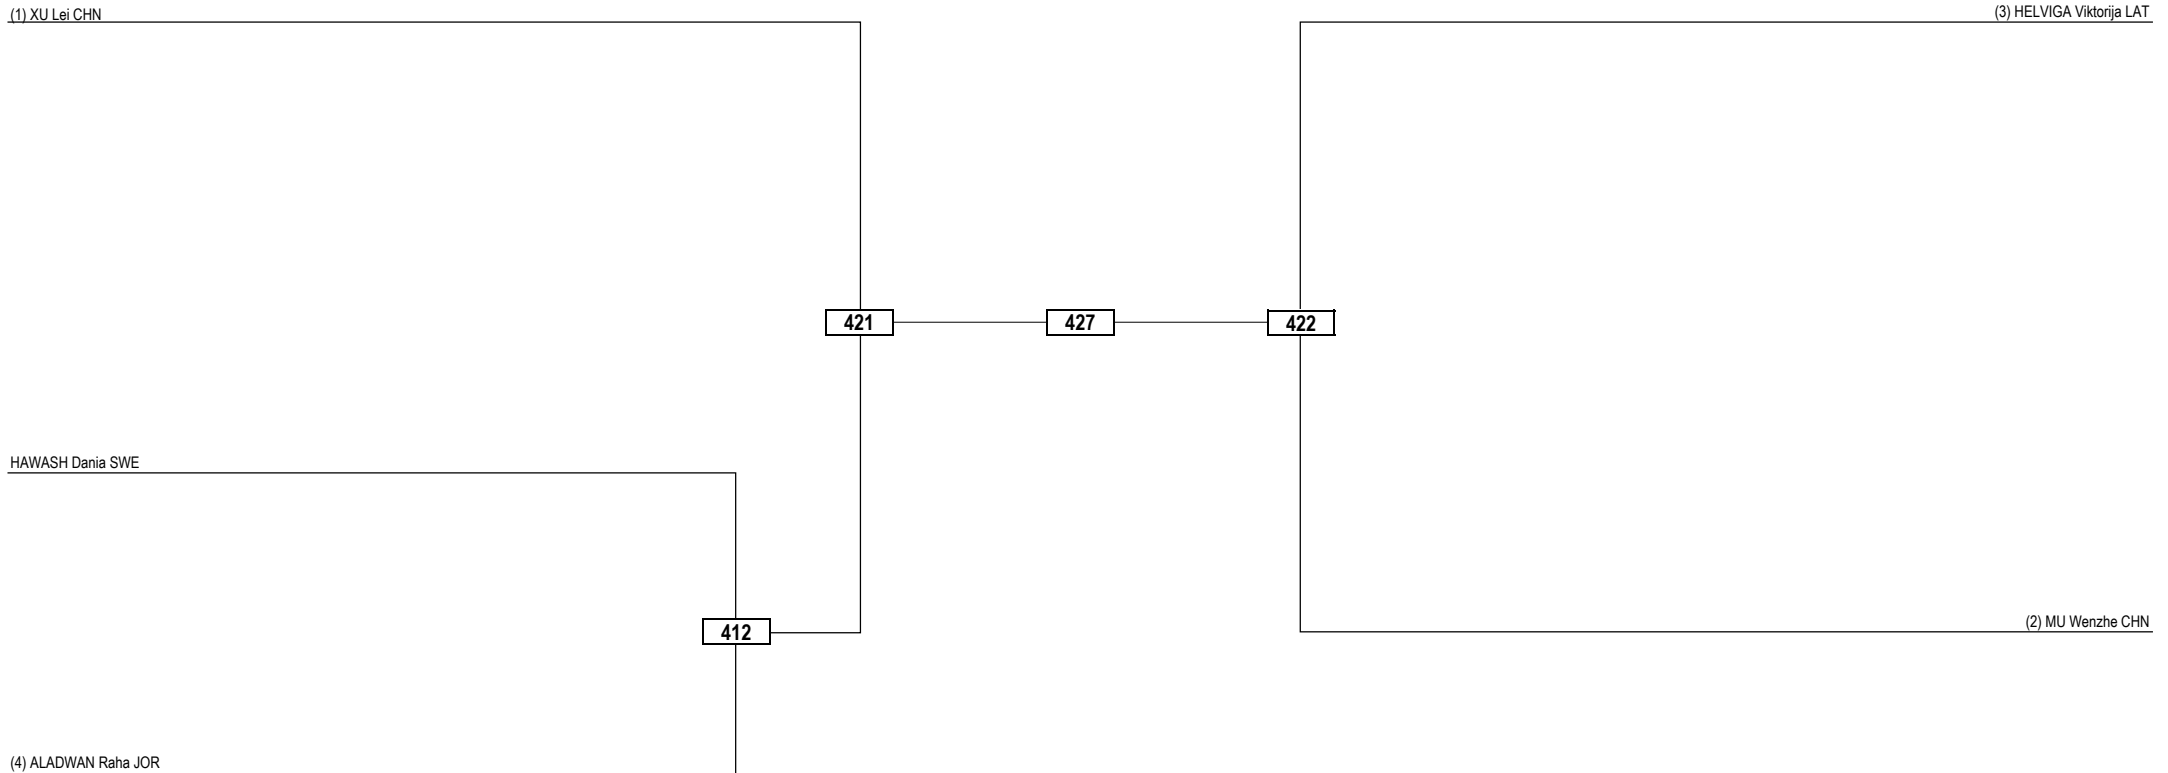 (1) XU Lei CHN
(3) HELVIGA Viktorija LAT
421
427
422
HAWASH Dania SWE
412
(2) MU Wenzhe CHN
(4) ALADWAN Raha JOR